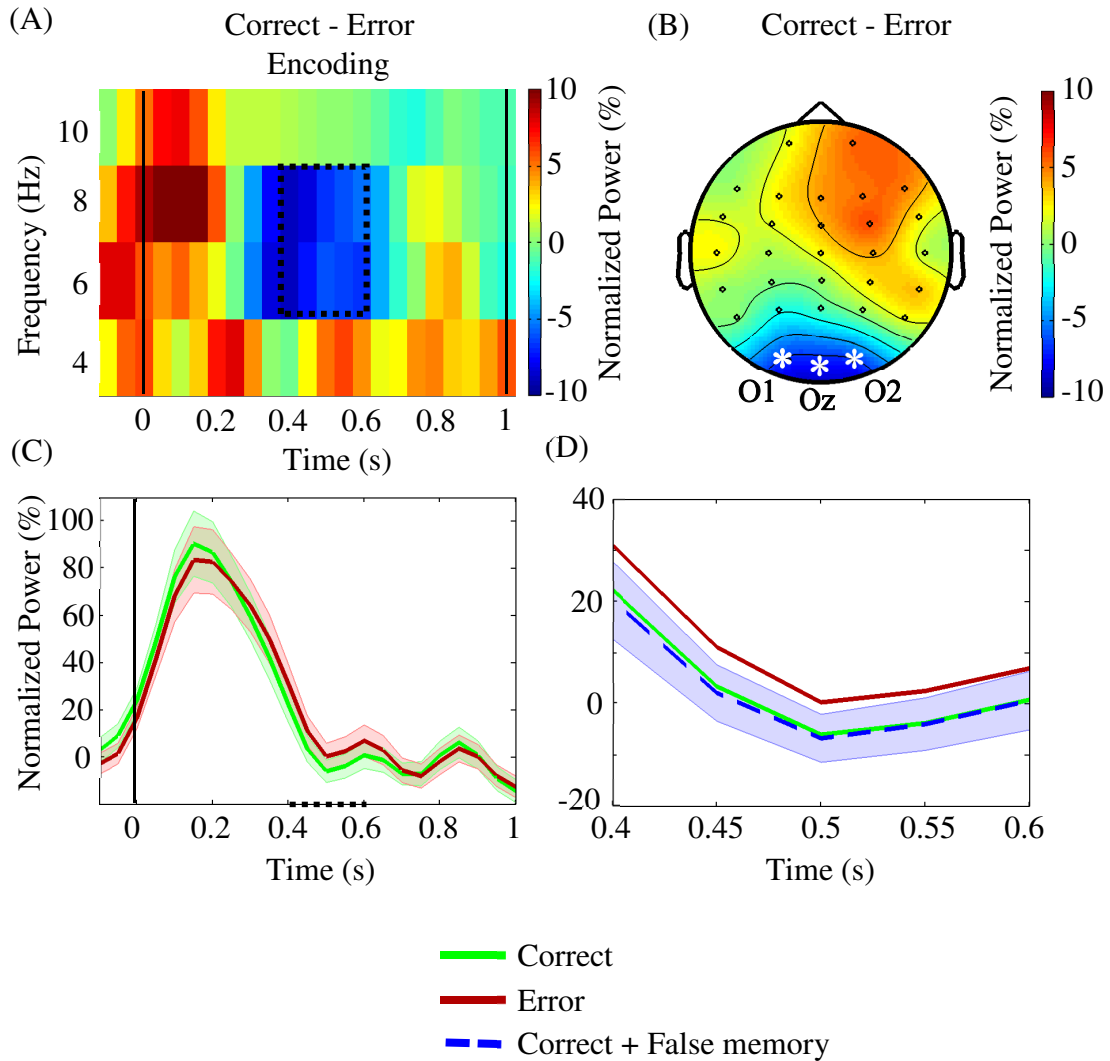 (A)
Correct - Error
Encoding
Frequency (Hz)
10
8
6
4
0
0.2
0.4
0.6
0.8
1
Time (s)
10
5
0
-5
-10
Normalized Power (%)
(B)
Correct - Error
O1
Oz
O2
Normalized Power (%)
10
5
0
-5
-10
(C)
Normalized Power (%)
100
80
60
40
20
0
0
0.2
0.4
0.6
0.8
1
Time (s)
(D)
40
20
0
-20
0.4
0.45
0.5
0.55
0.6
Time (s)
Correct
Error
Correct + False memory